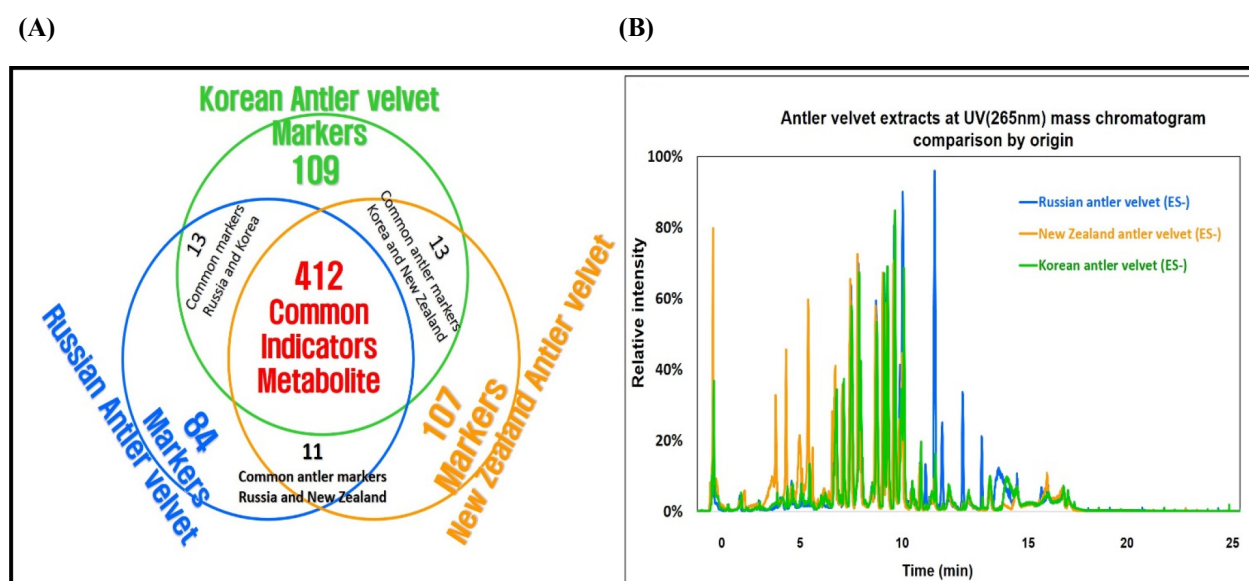 (A)
(B)
Korean Antler velvet
Markers
109
13
Common markers
Russia and Korea
13
Common antler markers
Korea and New Zealand
412
Common
Indicators
Metabolite
Russian Antler velvet
84
Markers
107
Markers
New Zealand Antler velvet
11
Common antler markers
Russia and New Zealand
Antler velvet extracts at UV(265nm) mass chromatogram
comparison by origin
100%
80%
60%
40%
20%
0%
Relative intensity
Russian antler velvet (ES-)
New Zealand antler velvet (ES-)
Korean antler velvet (ES-)
0 5 10 15 20 25
Time (min)